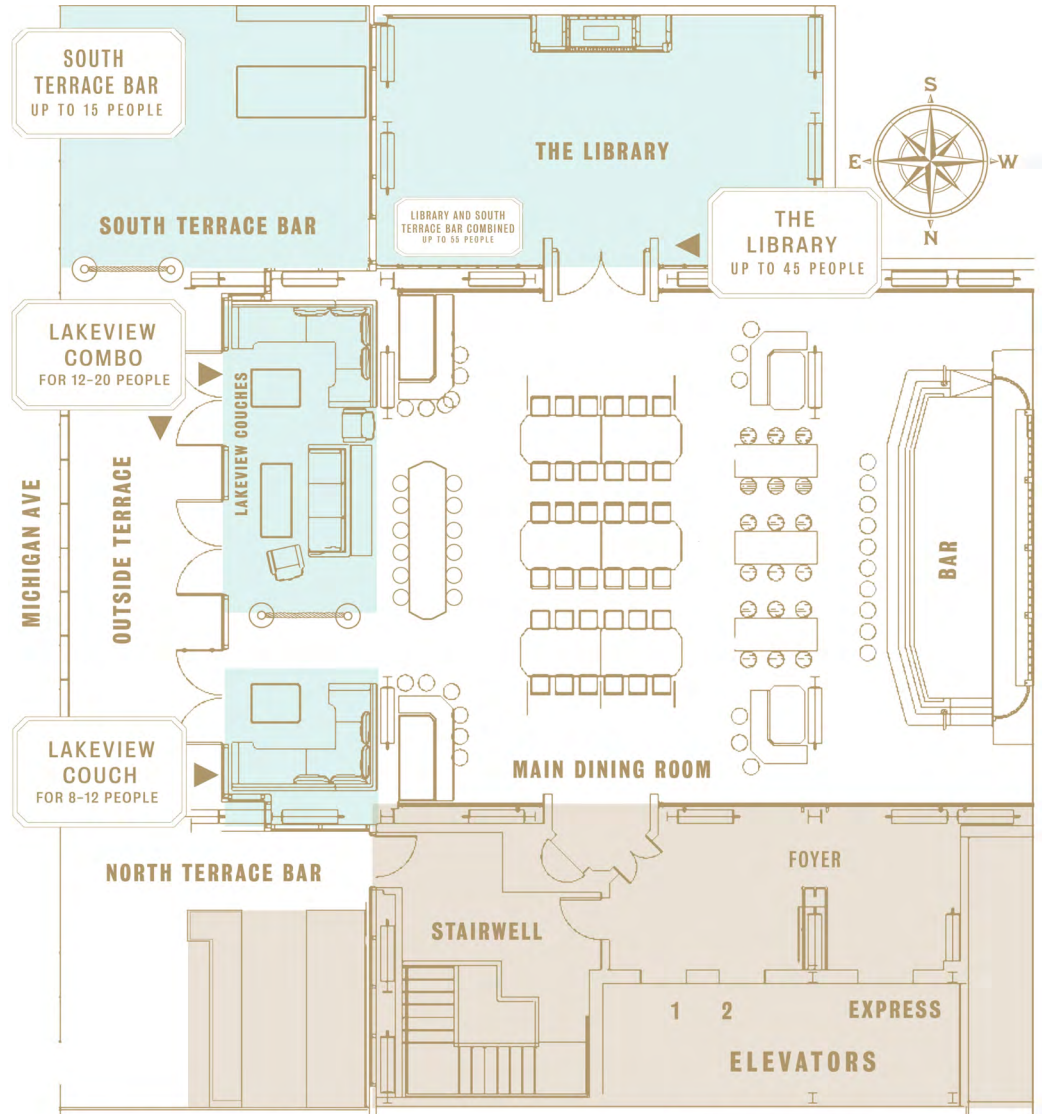 SOUTH
TERRACE BAR
UP TO 15 PEOPLE
THE LIBRARY
S
E
W
N
SOUTH TERRACE BAR
LIBRARY AND SOUTH
TERRACE BAR COMBINED
UP TO 55 PEOPLE
THE
LIBRARY
UP TO 45 PEOPLE
LAKEVIEW
COMBO
FOR 12-20 PEOPLE
LAKEVIEW COUCHES
MICHIGAN AVE
OUTSIDE TERRACE
BAR
LAKEVIEW
COUCH
FOR 8-12 PEOPLE
MAIN DINING ROOM
NORTH TERRACE BAR
FOYER
STAIRWELL
1
2
EXPRESS
ELEVATORS